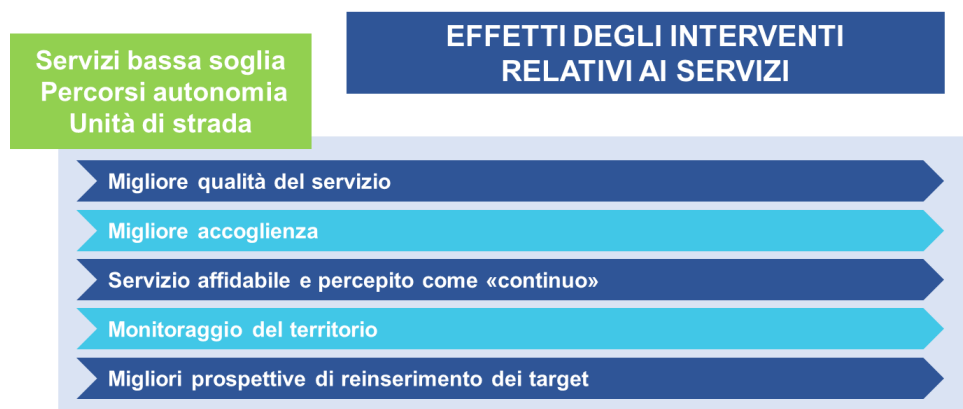 Servizi bassa soglia
Percorsi autonomia
Unità di strada
EFFETTI DEGLI INTERVENTI
RELATIVI AI SERVIZI
Migliore qualità del servizio
Migliore accoglienza
Servizio affidabile e percepito come «continuo»
Monitoraggio del territorio
Migliori prospettive di reinserimento dei target